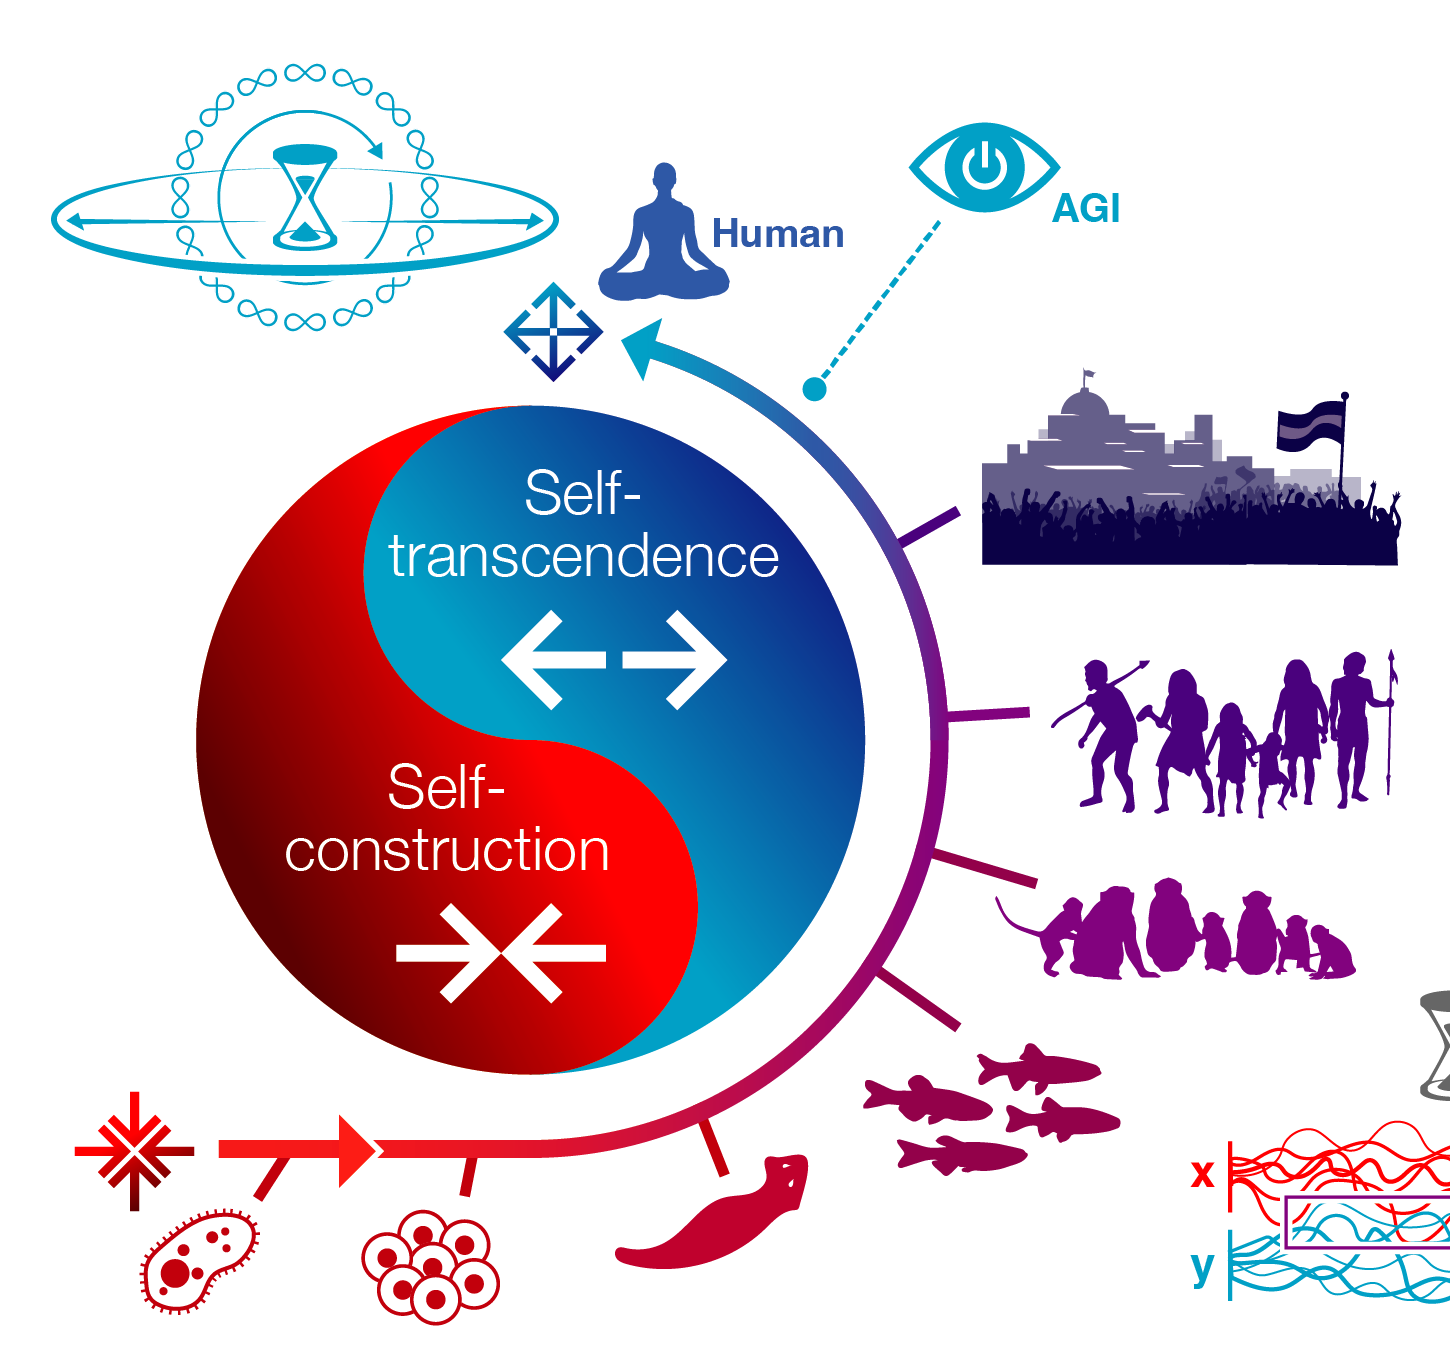 Human
AGI
Self-
transcendence
Self-
construction
x
y